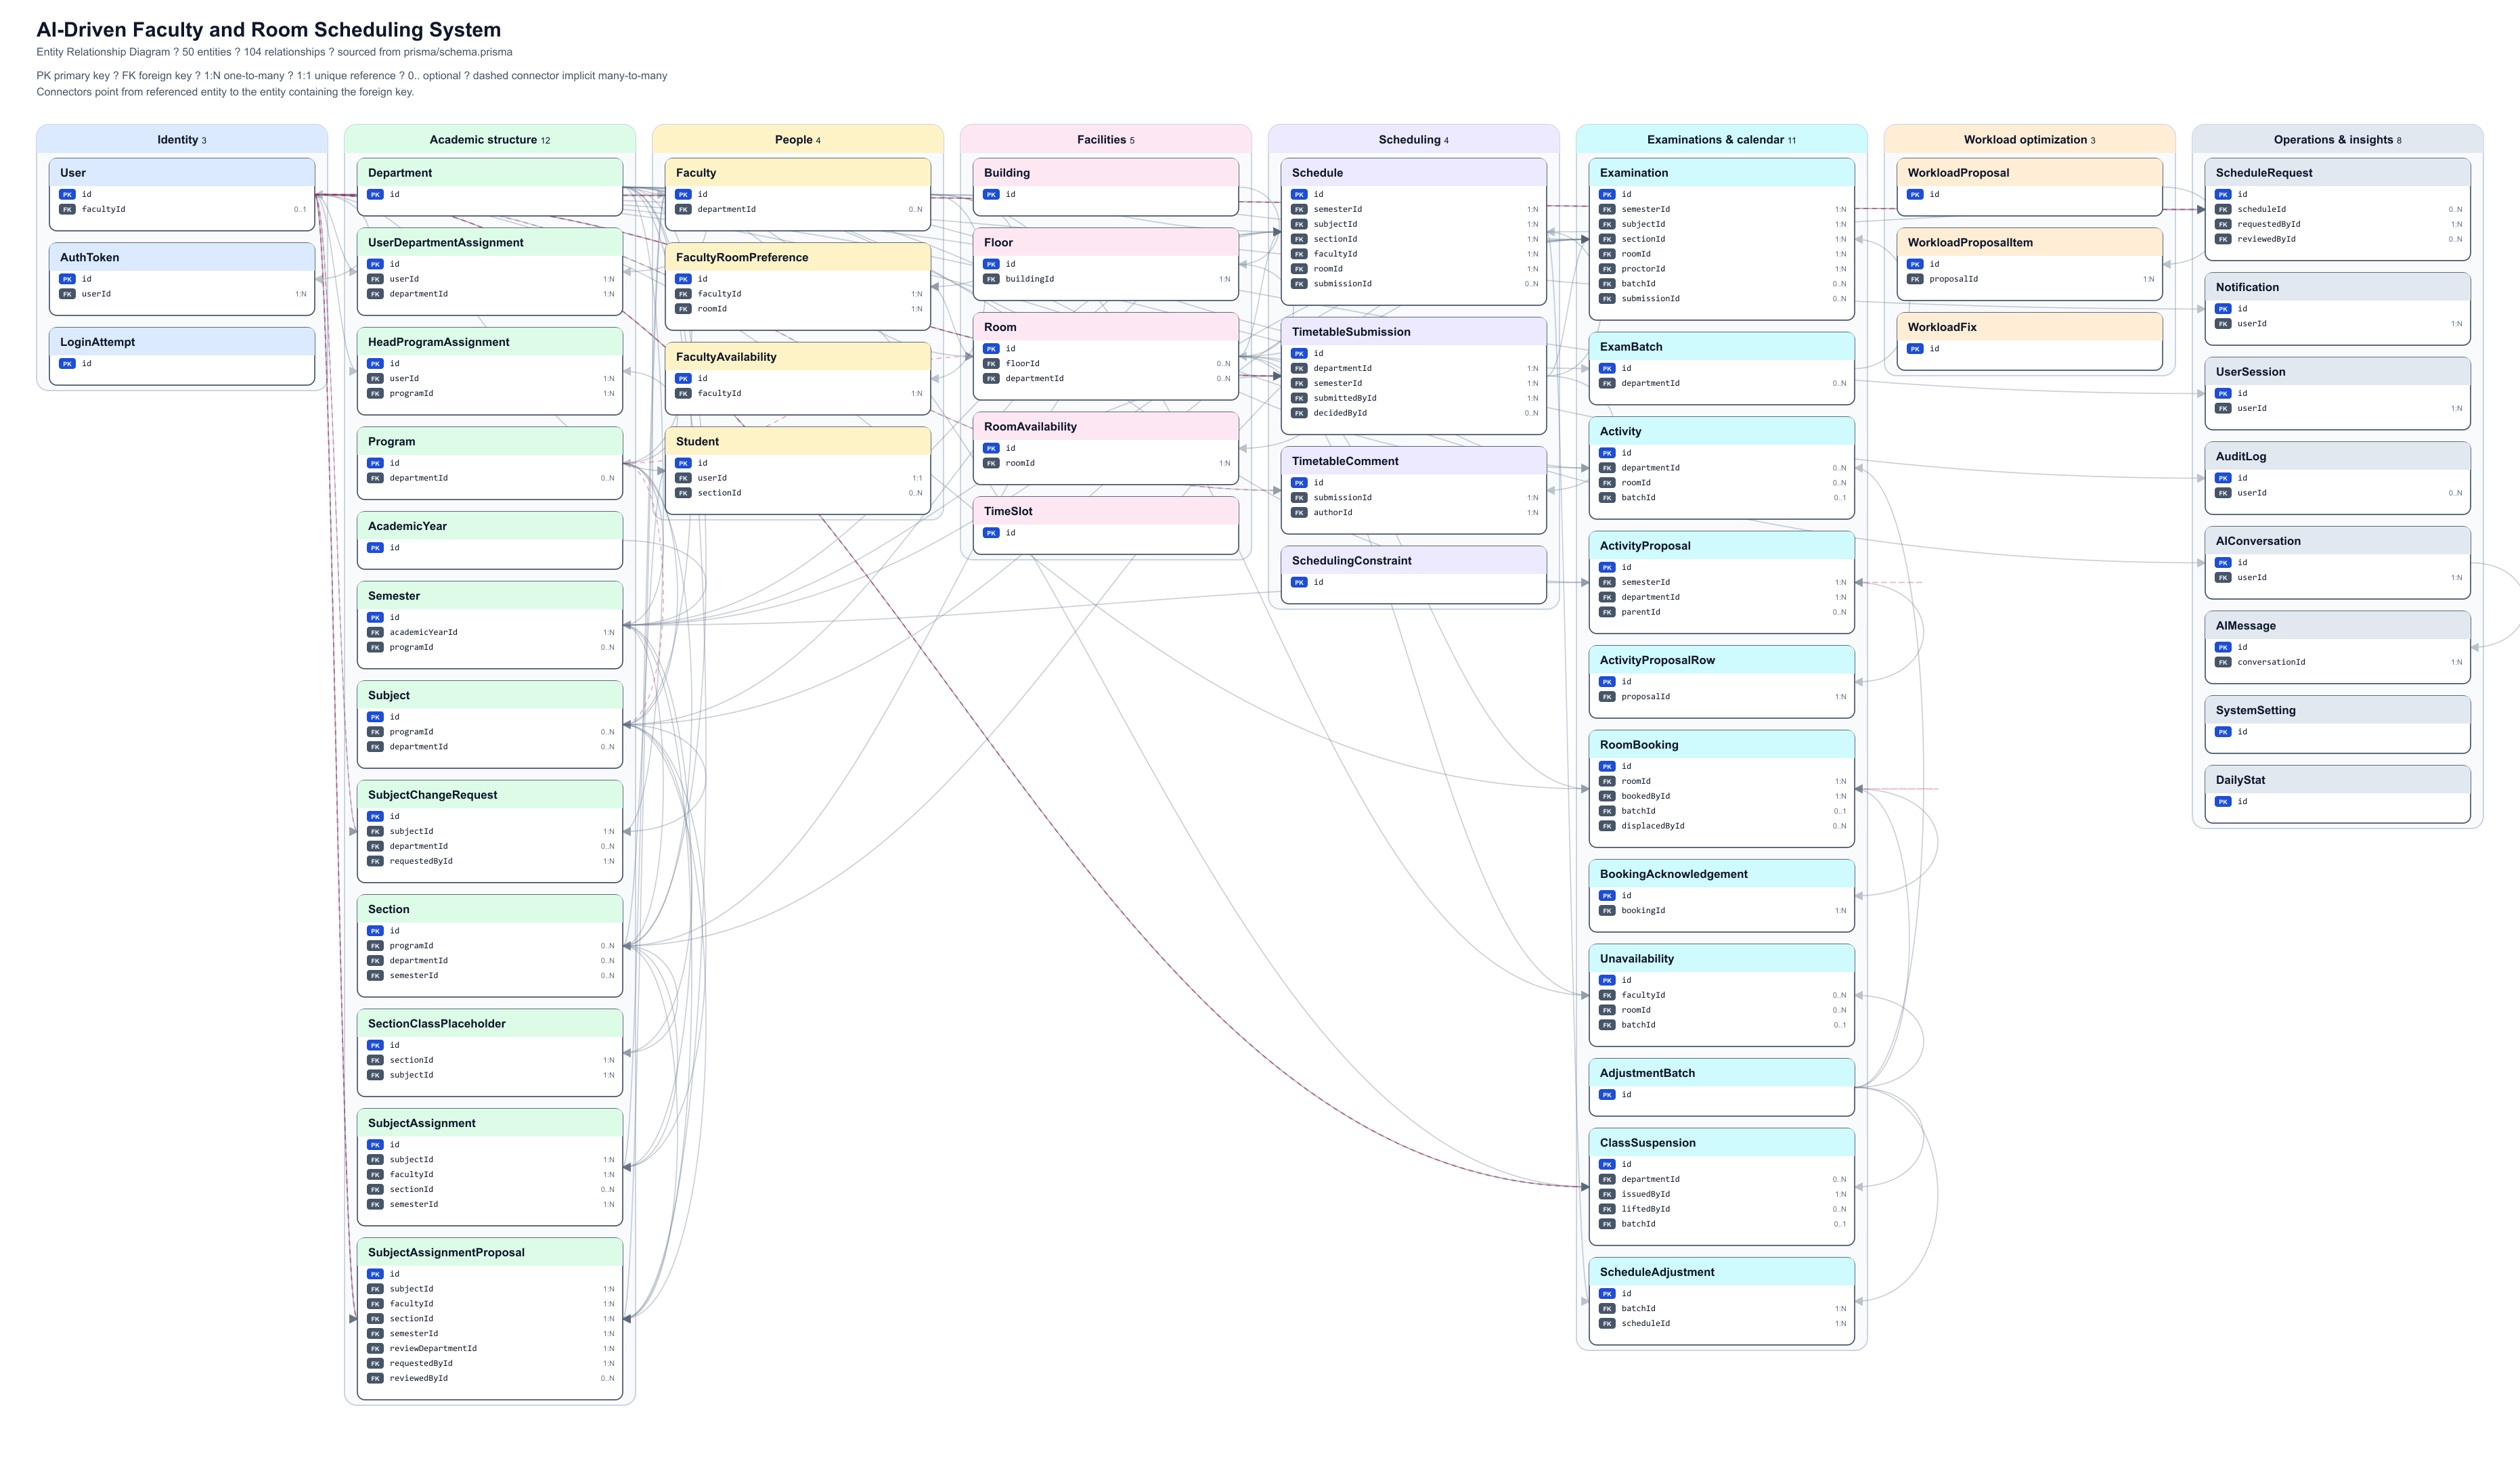 AI-Driven Faculty and Room Scheduling System
Entity Relationship Diagram ? 50 entities ? 104 relationships ? sourced from prisma/schema.prisma
PK primary key ? FK foreign key ? 1:N one-to-many ? 1:1 unique reference ? 0.. optional ? dashed connector implicit many-to-many
Connectors point from referenced entity to the entity containing the foreign key.
Identity 3
User
PK id
FK facultyId 0..1
AuthToken
PK id
FK userId 1:N
LoginAttempt
PK id
Academic structure 12
Department
PK id
UserDepartmentAssignment
PK id
FK userId 1:N
FK departmentId 1:N
HeadProgramAssignment
PK id
FK userId 1:N
FK programId 1:N
Program
PK id
FK departmentId 0..N
AcademicYear
PK id
Semester
PK id
FK academicYearId 1:N
FK programId 0..N
Subject
PK id
FK programId 0..N
FK departmentId 0..N
SubjectChangeRequest
PK id
FK subjectId 1:N
FK departmentId 0..N
FK requestedById 1:N
Section
PK id
FK programId 0..N
FK departmentId 0..N
FK semesterId 0..N
SectionClassPlaceholder
PK id
FK sectionId 1:N
FK subjectId 1:N
SubjectAssignment
PK id
FK subjectId 1:N
FK facultyId 1:N
FK sectionId 0..N
FK semesterId 1:N
SubjectAssignmentProposal
PK id
FK subjectId 1:N
FK facultyId 1:N
FK sectionId 1:N
FK semesterId 1:N
FK reviewDepartmentId 1:N
FK requestedById 1:N
FK reviewedById 0..N
People 4
Faculty
PK id
FK departmentId 0..N
FacultyRoomPreference
PK id
FK facultyId 1:N
FK roomId 1:N
FacultyAvailability
PK id
FK facultyId 1:N
Student
PK id
FK userId 1:1
FK sectionId 0..N
Facilities 5
Building
PK id
Floor
PK id
FK buildingId 1:N
Room
PK id
FK floorId 0..N
FK departmentId 0..N
RoomAvailability
PK id
FK roomId 1:N
TimeSlot
PK id
Scheduling 4
Schedule
PK id
FK semesterId 1:N
FK subjectId 1:N
FK sectionId 1:N
FK facultyId 1:N
FK roomId 1:N
FK submissionId 0..N
TimetableSubmission
PK id
FK departmentId 1:N
FK semesterId 1:N
FK submittedById 1:N
FK decidedById 0..N
TimetableComment
PK id
FK submissionId 1:N
FK authorId 1:N
SchedulingConstraint
PK id
Examinations & calendar 11
Examination
PK id
FK semesterId 1:N
FK subjectId 1:N
FK sectionId 1:N
FK roomId 1:N
FK proctorId 1:N
FK batchId 0..N
FK submissionId 0..N
ExamBatch
PK id
FK departmentId 0..N
Activity
PK id
FK departmentId 0..N
FK roomId 0..N
FK batchId 0..1
ActivityProposal
PK id
FK semesterId 1:N
FK departmentId 1:N
FK parentId 0..N
ActivityProposalRow
PK id
FK proposalId 1:N
RoomBooking
PK id
FK roomId 1:N
FK bookedById 1:N
FK batchId 0..1
FK displacedById 0..N
BookingAcknowledgement
PK id
FK bookingId 1:N
Unavailability
PK id
FK facultyId 0..N
FK roomId 0..N
FK batchId 0..1
AdjustmentBatch
PK id
ClassSuspension
PK id
FK departmentId 0..N
FK issuedById 1:N
FK liftedById 0..N
FK batchId 0..1
ScheduleAdjustment
PK id
FK batchId 1:N
FK scheduleId 1:N
Workload optimization 3
WorkloadProposal
PK id
WorkloadProposalItem
PK id
FK proposalId 1:N
WorkloadFix
PK id
Operations & insights 8
ScheduleRequest
PK id
FK scheduleId 0..N
FK requestedById 1:N
FK reviewedById 0..N
Notification
PK id
FK userId 1:N
UserSession
PK id
FK userId 1:N
AuditLog
PK id
FK userId 0..N
AIConversation
PK id
FK userId 1:N
AIMessage
PK id
FK conversationId 1:N
SystemSetting
PK id
DailyStat
PK id